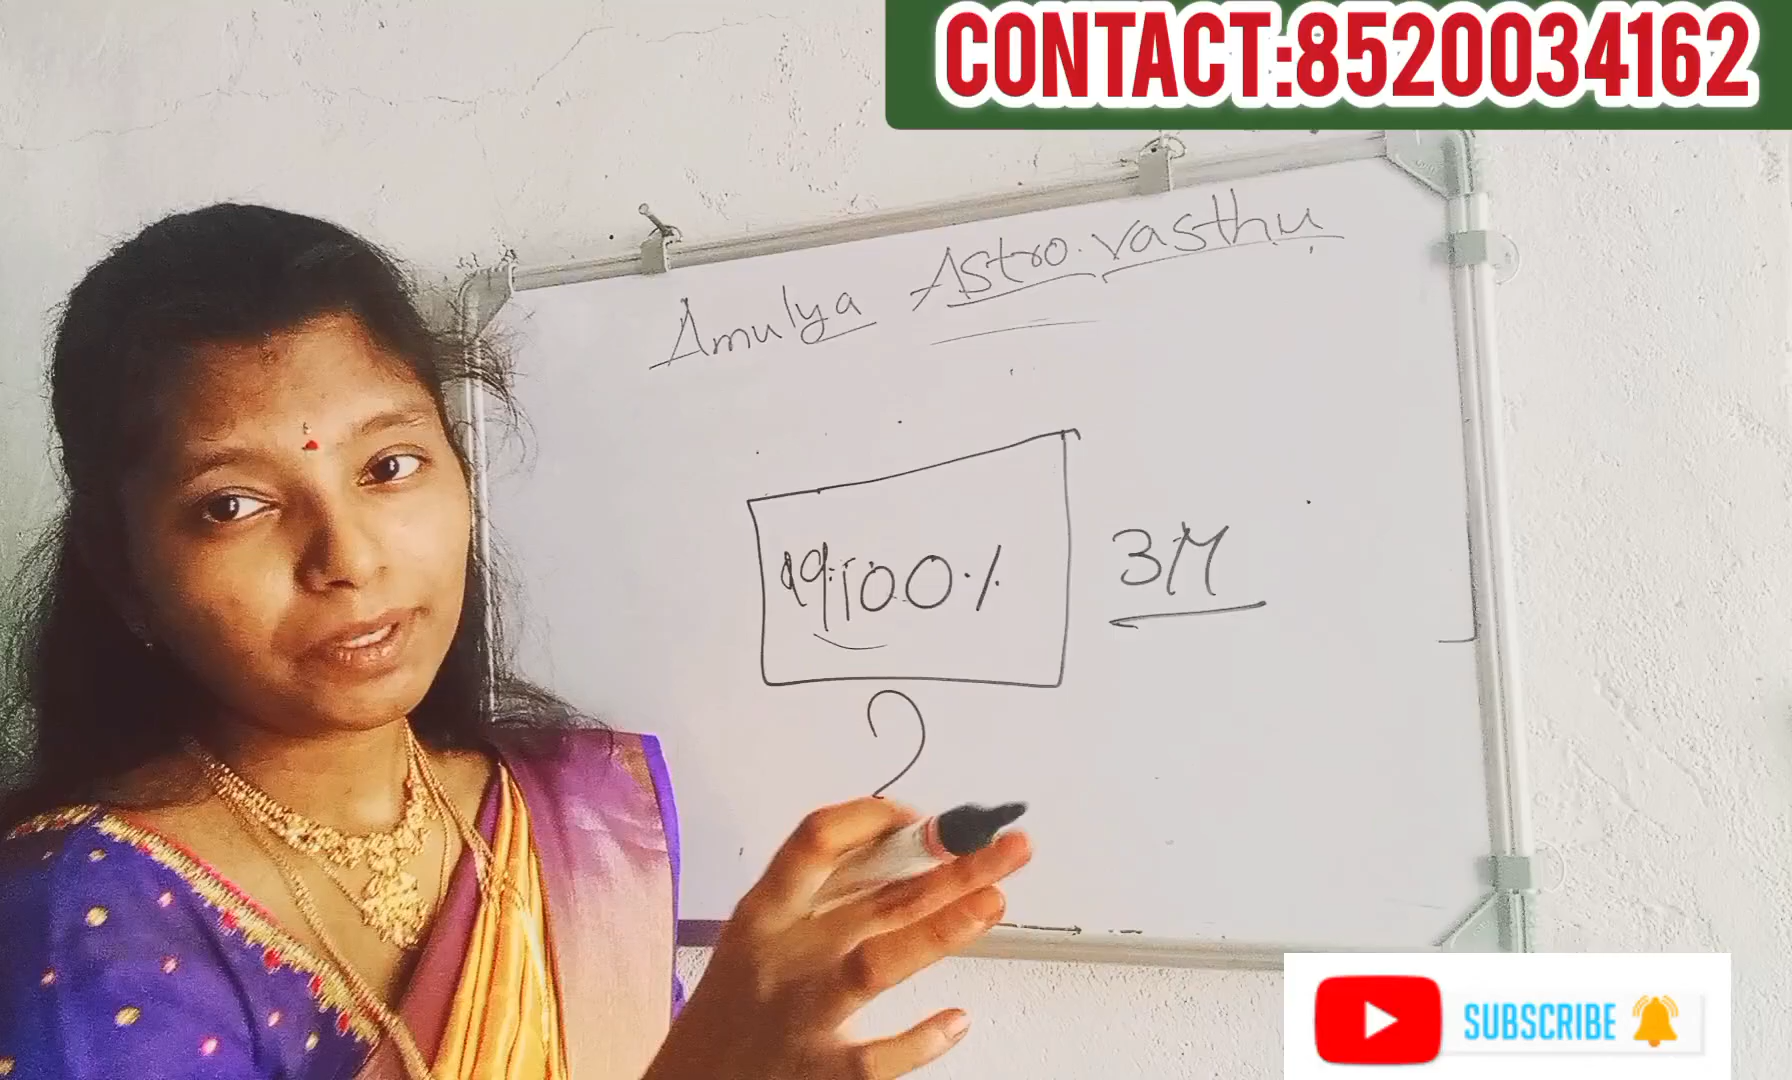 CONTACT:8520034162
Amulya Astro.vasthu
99.100.%
3M
SUBSCRIBE